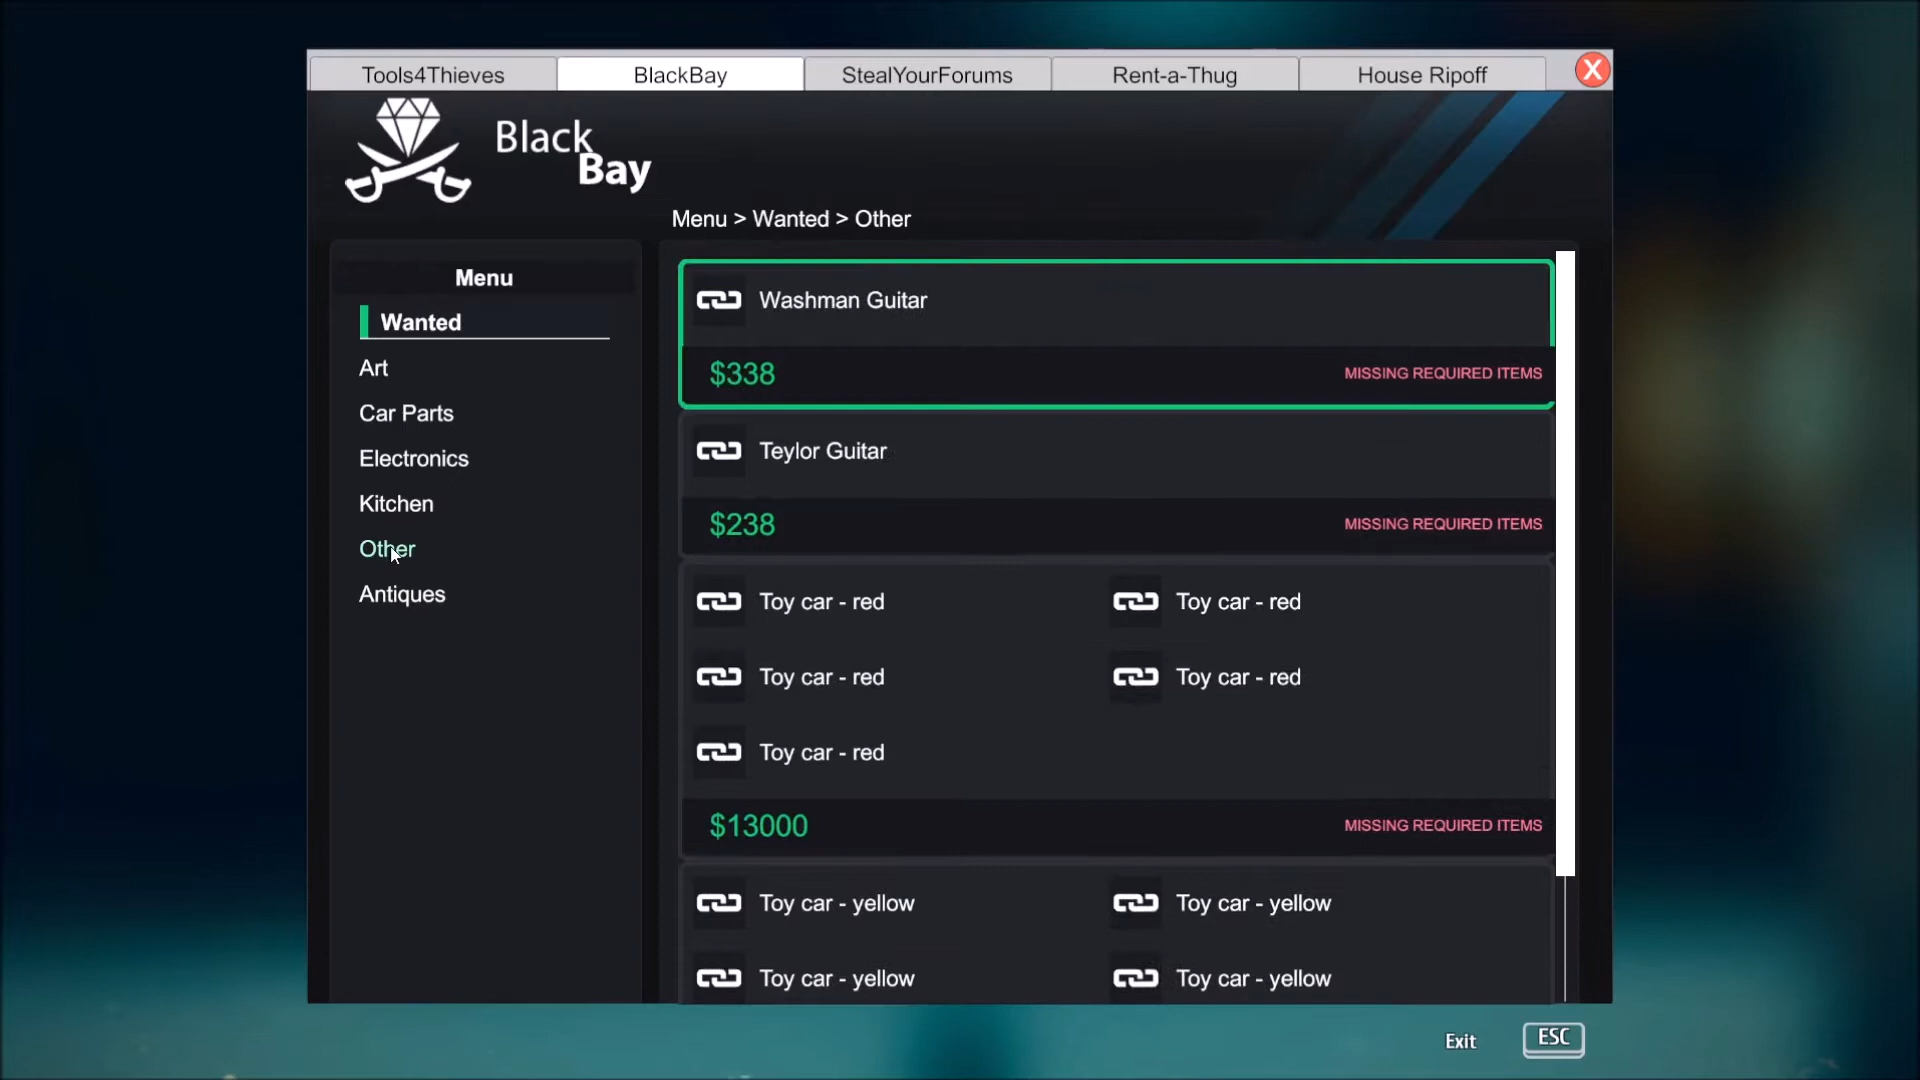 Tools4Thieves BlackBay StealYourForums Rent-a-Thug House Ripoff X
Black
Bay
Menu > Wanted > Other
Menu
Wanted
Art
Car Parts
Electronics
Kitchen
Other
Antiques
Washman Guitar
$338 MISSING REQUIRED ITEMS
Teylor Guitar
$238 MISSING REQUIRED ITEMS
Toy car - red Toy car - red
Toy car - red Toy car - red
Toy car - red
$13000 MISSING REQUIRED ITEMS
Toy car - yellow Toy car - yellow
Toy car - yellow Toy car - yellow
Exit ESC